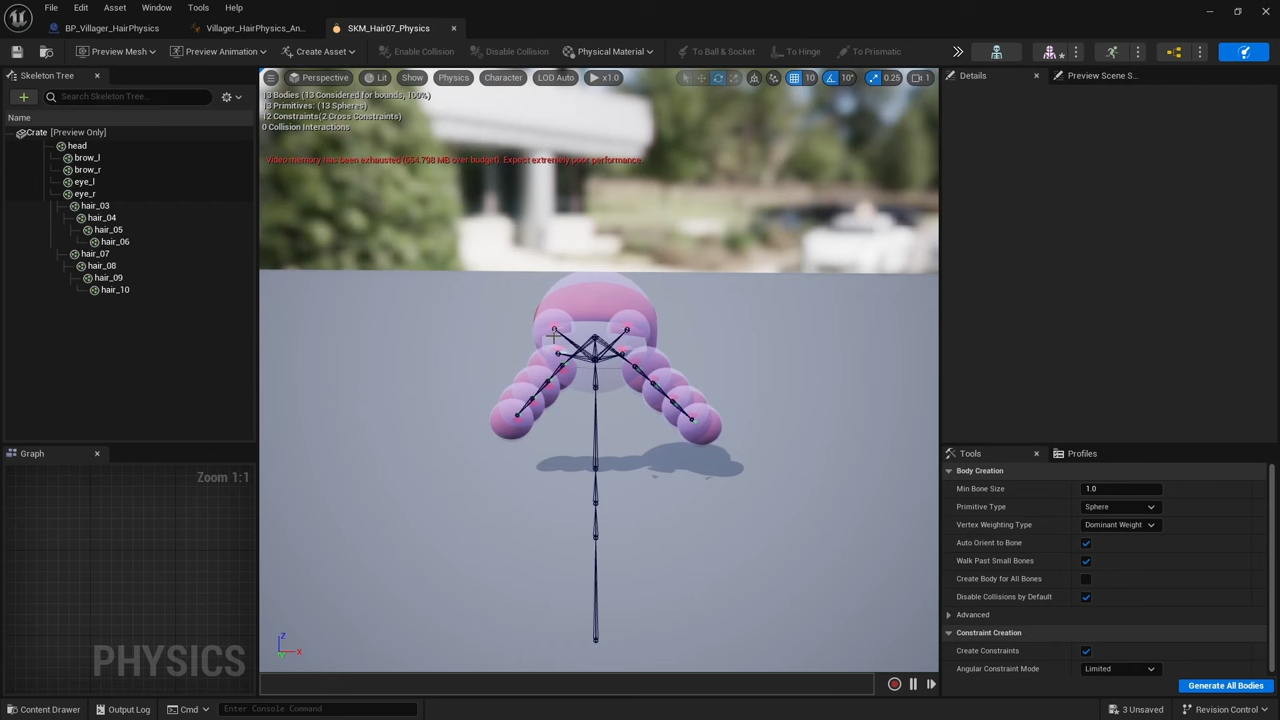 File Edit Asset Window Tools Help
BP_Villager_HairPhysics
Villager_HairPhysics_An...
SKM_Hair07_Physics
Preview Mesh
Preview Animation
Create Asset
Enable Collision
Disable Collision
Physical Material
To Ball & Socket
To Hinge
To Prismatic
Skeleton Tree
Search Skeleton Tree...
Name
Crate [Preview Only]
head
brow_l
brow_r
eye_l
eye_r
hair_03
hair_04
hair_05
hair_06
hair_07
hair_08
hair_09
hair_10
Graph
Zoom 1:1
PHYSICS
Perspective Lit Show Physics Character LOD Auto x1.0 10 10° 0.25 1
13 Bodies (13 Considered for bounds, 100%)
13 Primitives: (13 Spheres)
12 Constraints(2 Cross Constraints)
0 Collision Interactions
Video memory has been exhausted (654.798 MB over budget). Expect extremely poor performance.
Z
X
Details
Preview Scene S...
Tools
Profiles
Body Creation
Min Bone Size 1.0
Primitive Type Sphere
Vertex Weighting Type Dominant Weight
Auto Orient to Bone
Walk Past Small Bones
Create Body for All Bones
Disable Collisions by Default
Advanced
Constraint Creation
Create Constraints
Angular Constraint Mode Limited
Generate All Bodies
Content Drawer
Output Log
Cmd
Enter Console Command
3 Unsaved
Revision Control